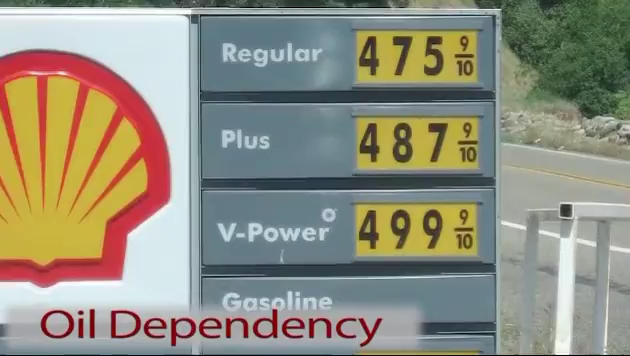 Regular 475 9/10
Plus 487 9/10
V-Power 499 9/10
Gasoline
Oil Dependency